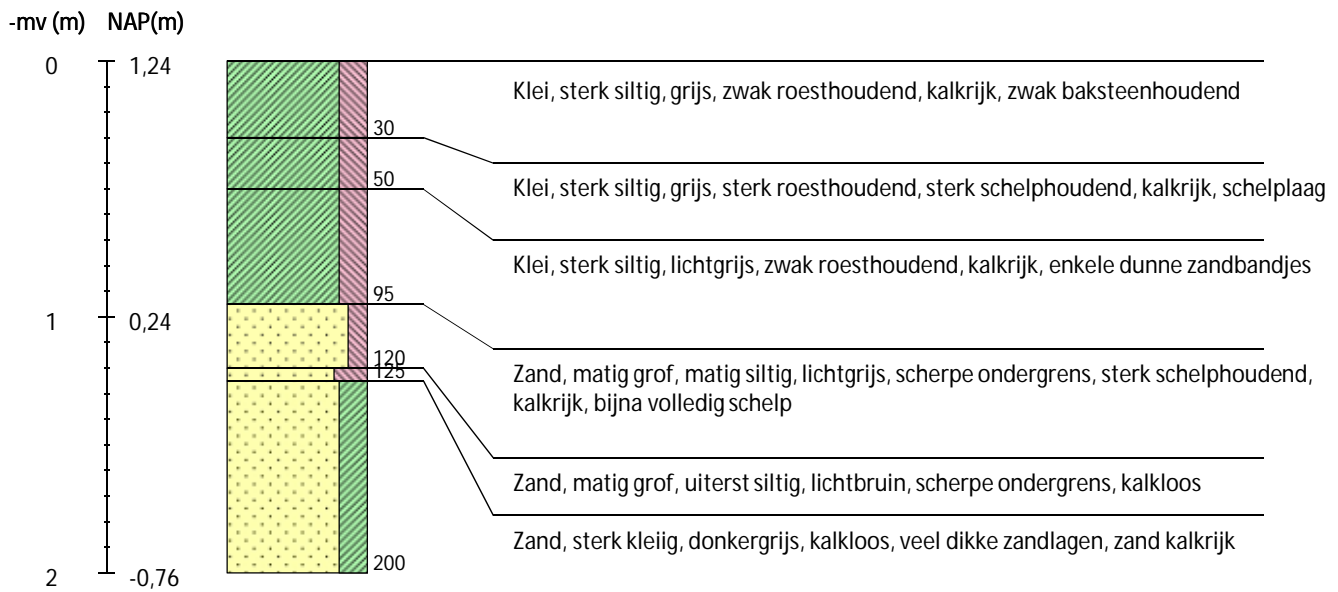 -mv (m) NAP(m)
0 1,24
Klei, sterk siltig, grijs, zwak roesthoudend, kalkrijk, zwak baksteenhoudend
30
50
Klei, sterk siltig, grijs, sterk roesthoudend, sterk schelphoudend, kalkrijk, schelplaag
Klei, sterk siltig, lichtgrijs, zwak roesthoudend, kalkrijk, enkele dunne zandbandjes
95
1 0,24
120
125
Zand, matig grof, matig siltig, lichtgrijs, scherpe ondergrens, sterk schelphoudend,
kalkrijk, bijna volledig schelp
Zand, matig grof, uiterst siltig, lichtbruin, scherpe ondergrens, kalkloos
Zand, sterk kleiig, donkergrijs, kalkloos, veel dikke zandlagen, zand kalkrijk
200
2 -0,76